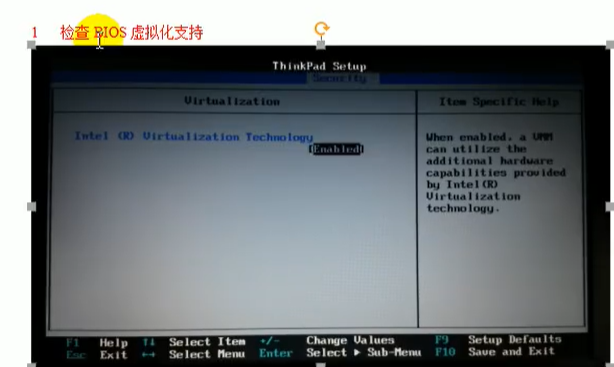 1 检查 BIOS 虚拟化支持
ThinkPad Setup
Security
Virtualization
Item Specific Help
Intel (R) Virtualization Technology
[Enabled]
When enabled, a VMM
can utilize the
additional hardware
capabilities provided
by Intel(R)
Virtualization
technology.
F1 Help ↑↓ Select Item +/- Change Values F9 Setup Defaults
Esc Exit ↔ Select Menu Enter Select ▶ Sub-Menu F10 Save and Exit